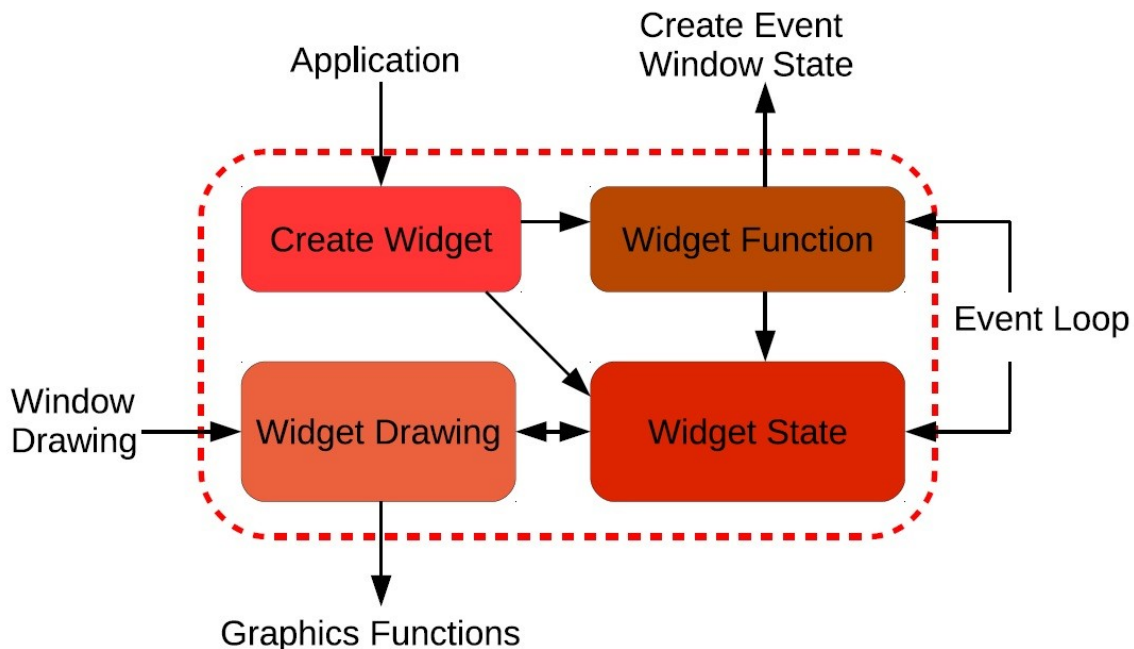 Create Event
Window State
Application
Create Widget
Widget Function
Event Loop
Window
Drawing
Widget Drawing
Widget State
Graphics Functions